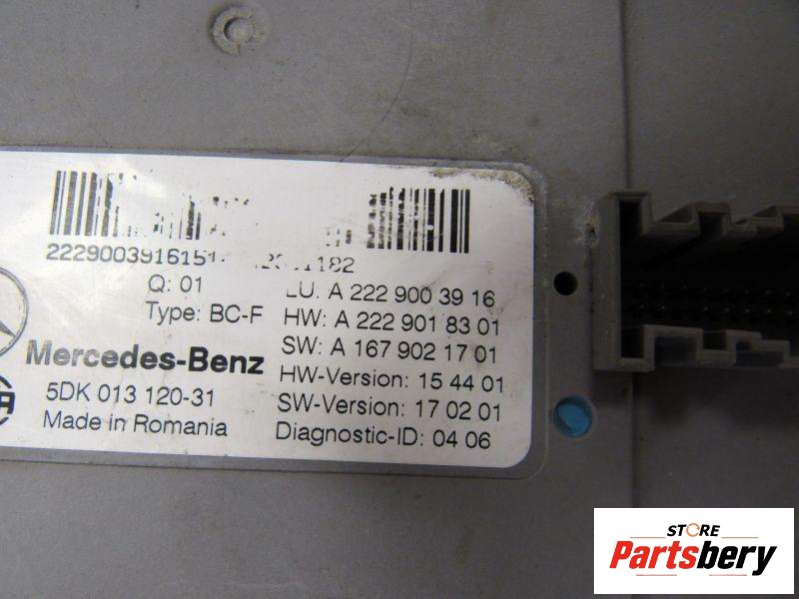 Q: 01
Type: BC-F
Mercedes-Benz
5DK 013 120-31
Made in Romania
A 222 900 39 16
HW: A 222 901 83 01
SW: A 167 902 17 01
HW-Version: 15 44 01
SW-Version: 17 02 01
Diagnostic-ID: 04 06
STORE
Partsbery